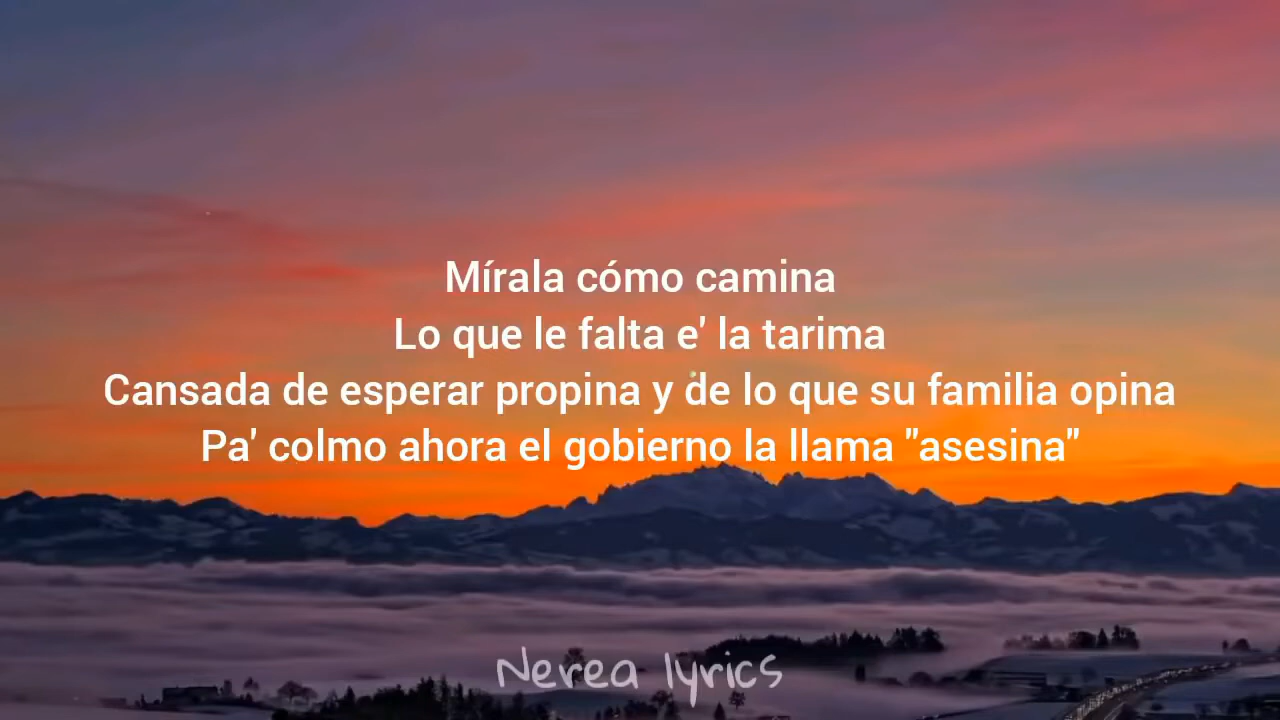 Mírala cómo camina
Lo que le falta e' la tarima
Cansada de esperar propina y de lo que su familia opina
Pa' colmo ahora el gobierno la llama "asesina"
Nerea lyrics